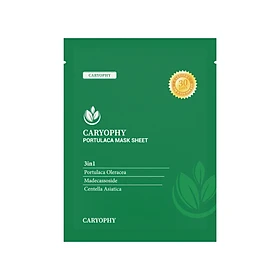 CARYOPHY
CARYOPHY
PORTULACA MASK SHEET
3in1
Portulaca Oleracea
Madecassoside
Centella Asiatica
CARYOPHY